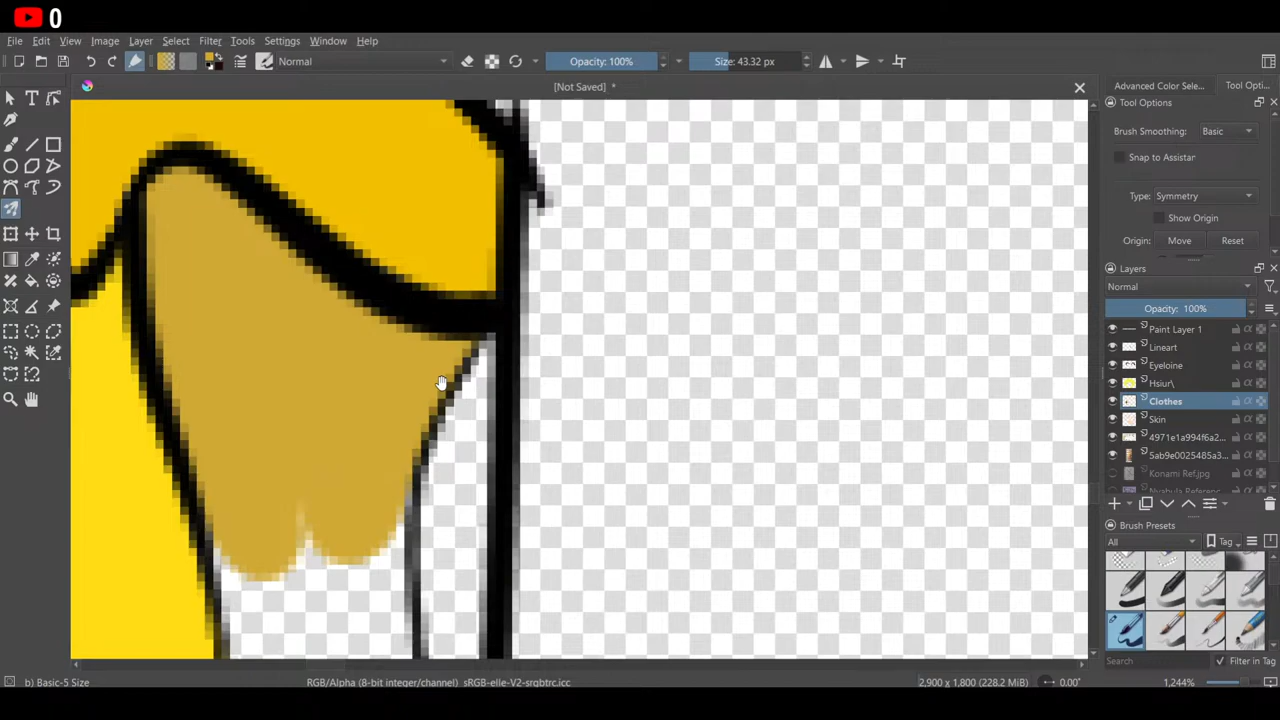 0
File Edit View Image Layer Select Filter Tools Settings Window Help
Normal Opacity: 100% Size: 43.32 px
[Not Saved] *
Advanced Color Sele... Tool Opti...
Tool Options
Brush Smoothing: Basic
Snap to Assistar
Type: Symmetry
Show Origin
Origin: Move Reset
Layers
Normal
Opacity: 100%
Paint Layer 1
Lineart
Eyeloine
Hsiur\
Clothes
Skin
4971e1a994f6a2...
5ab9e0025485a3...
Konami Ref.jpg
Brush Presets
All Tag
Search Filter in Tag
b) Basic-5 Size RGB/Alpha (8-bit integer/channel) sRGB-elle-V2-srgbtrc.icc 2,900 x 1,800 (228.2 MiB) 0.00° 1,244%